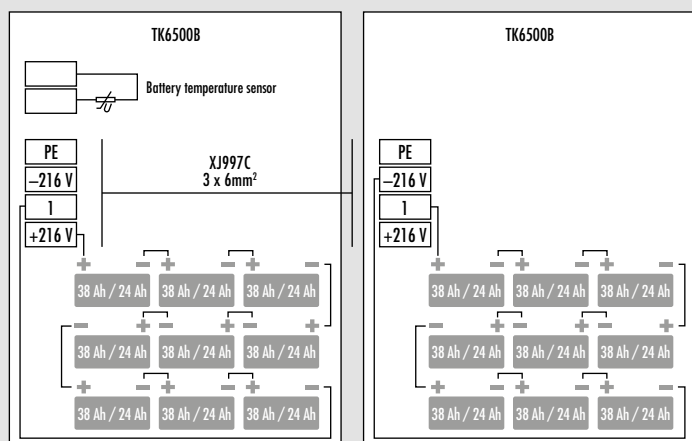 TK6500B
Battery temperature sensor
PE
–216 V
1
+216 V
XJ997C
3 x 6mm²
+ – + – + –
38 Ah / 24 Ah 38 Ah / 24 Ah 38 Ah / 24 Ah
– + – + – +
38 Ah / 24 Ah 38 Ah / 24 Ah 38 Ah / 24 Ah
+ – + – + –
38 Ah / 24 Ah 38 Ah / 24 Ah 38 Ah / 24 Ah
TK6500B
PE
–216 V
1
+216 V
+ – + – + –
38 Ah / 24 Ah 38 Ah / 24 Ah 38 Ah / 24 Ah
– + – + – +
38 Ah / 24 Ah 38 Ah / 24 Ah 38 Ah / 24 Ah
+ – + – + –
38 Ah / 24 Ah 38 Ah / 24 Ah 38 Ah / 24 Ah